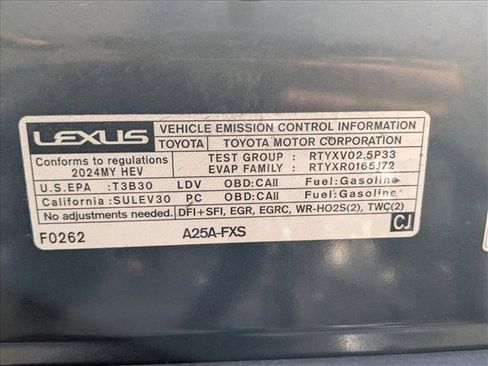 LEXUS
VEHICLE EMISSION CONTROL INFORMATION
TOYOTA TOYOTA MOTOR CORPORATION
Conforms to regulations
2024MY HEV
TEST GROUP : RTYXV02.5P33
EVAP FAMILY : RTYXR0165J72
U.S.EPA : T3B30 LDV OBD:CAII Fuel:Gasoline
California : SULEV30 PC OBD:CAII Fuel:Gasoline
No adjustments needed. DFI+SFI, EGR, EGRC, WR-HO2S(2), TWC(2)
F0262 A25A-FXS CJ